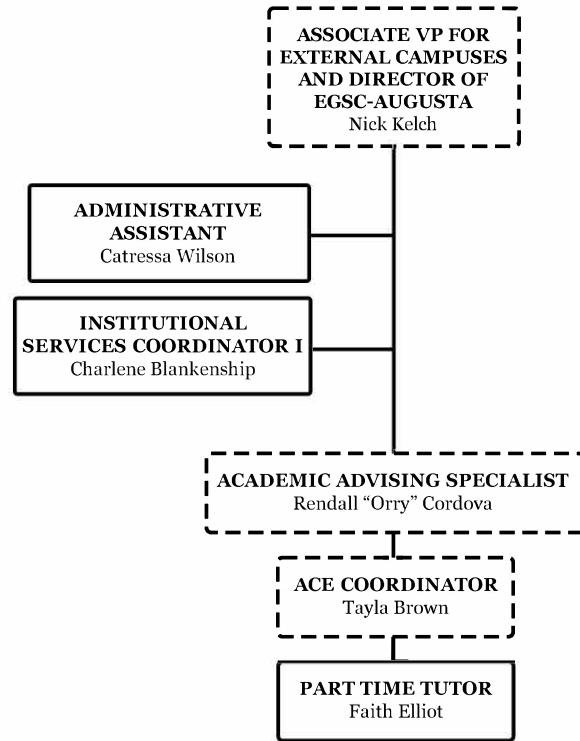 ASSOCIATE VP FOR
EXTERNAL CAMPUSES
AND DIRECTOR OF
EGSC-AUGUSTA
Nick Kelch
ADMINISTRATIVE
ASSISTANT
Catressa Wilson
INSTITUTIONAL
SERVICES COORDINATOR I
Charlene Blankenship
ACADEMIC ADVISING SPECIALIST
Rendall “Orry” Cordova
ACE COORDINATOR
Tayla Brown
PART TIME TUTOR
Faith Elliot